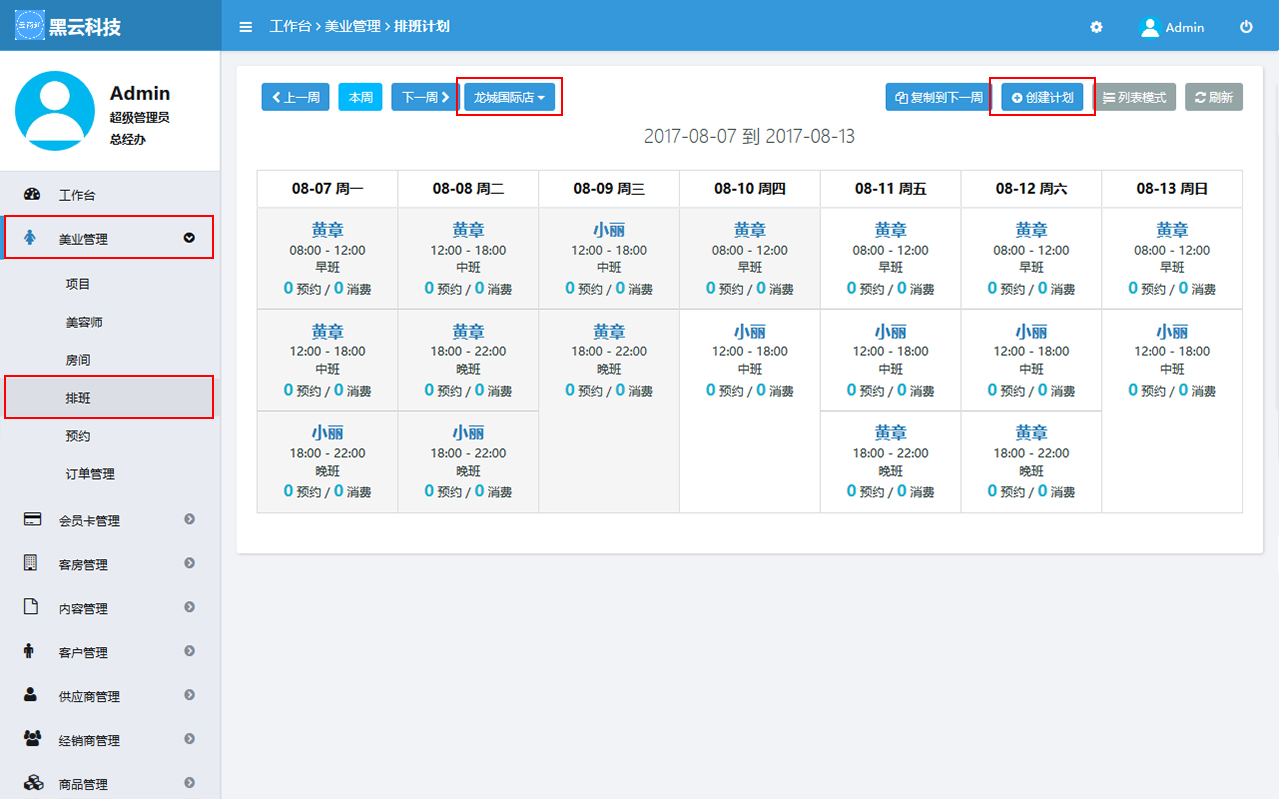 黑云科技
工作台 > 美业管理 > 排班计划
Admin
Admin
超级管理员
总经办
工作台
美业管理
项目
美容师
房间
排班
预约
订单管理
会员卡管理
客房管理
内容管理
客户管理
供应商管理
经销商管理
商品管理
上一周 本周 下一周 龙城国际店 复制到下一周 创建计划 列表模式 刷新
2017-08-07 到 2017-08-13
08-07 周一 08-08 周二 08-09 周三 08-10 周四 08-11 周五 08-12 周六 08-13 周日
黄章 黄章 小丽 黄章 黄章 黄章 黄章
08:00 - 12:00 12:00 - 18:00 12:00 - 18:00 08:00 - 12:00 08:00 - 12:00 08:00 - 12:00 08:00 - 12:00
早班 中班 中班 早班 早班 早班 早班
0 预约 / 0 消费 0 预约 / 0 消费 0 预约 / 0 消费 0 预约 / 0 消费 0 预约 / 0 消费 0 预约 / 0 消费 0 预约 / 0 消费
黄章 黄章 黄章 小丽 小丽 小丽 小丽
12:00 - 18:00 18:00 - 22:00 18:00 - 22:00 12:00 - 18:00 12:00 - 18:00 12:00 - 18:00 12:00 - 18:00
中班 晚班 晚班 中班 中班 中班 中班
0 预约 / 0 消费 0 预约 / 0 消费 0 预约 / 0 消费 0 预约 / 0 消费 0 预约 / 0 消费 0 预约 / 0 消费 0 预约 / 0 消费
小丽 小丽 黄章 黄章
18:00 - 22:00 18:00 - 22:00 18:00 - 22:00 18:00 - 22:00
晚班 晚班 晚班 晚班
0 预约 / 0 消费 0 预约 / 0 消费 0 预约 / 0 消费 0 预约 / 0 消费